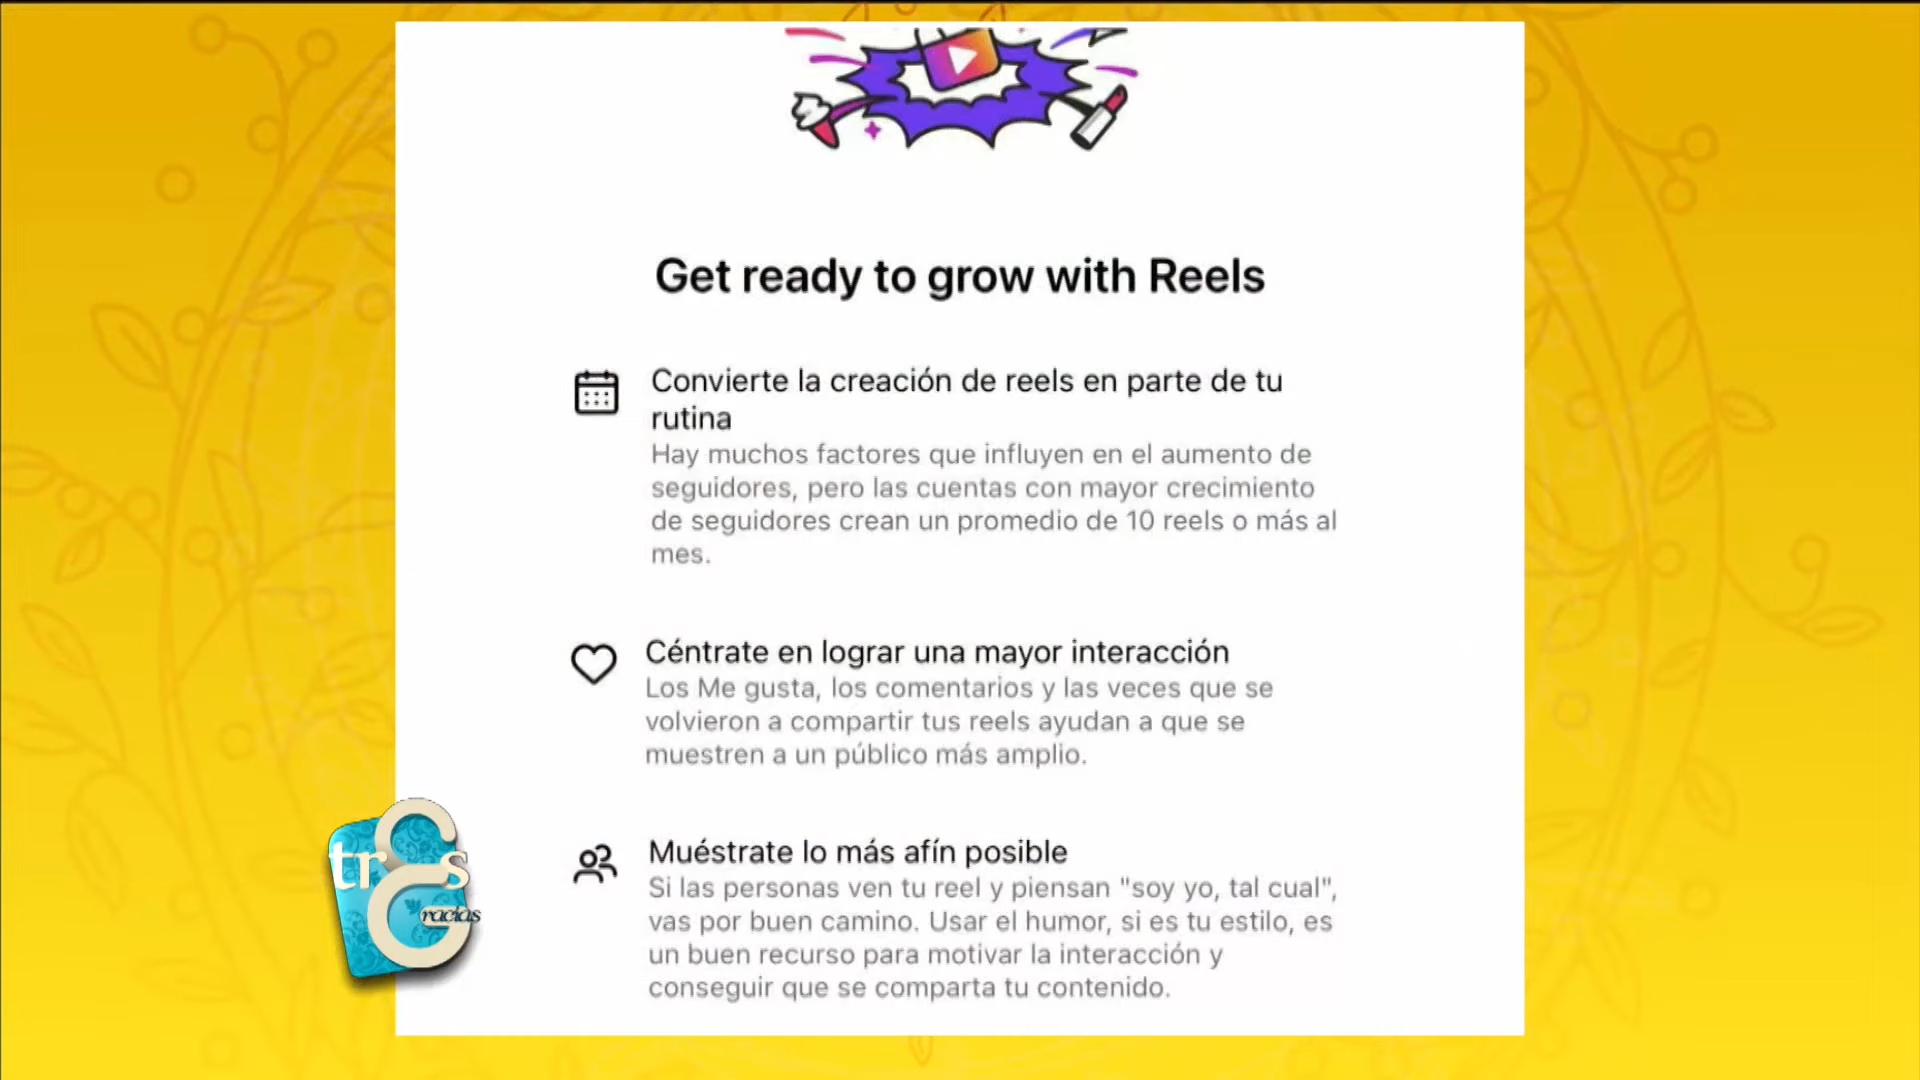 Get ready to grow with Reels
Convierte la creación de reels en parte de tu
rutina
Hay muchos factores que influyen en el aumento de
seguidores, pero las cuentas con mayor crecimiento
de seguidores crean un promedio de 10 reels o más al
mes.
Céntrate en lograr una mayor interacción
Los Me gusta, los comentarios y las veces que se
volvieron a compartir tus reels ayudan a que se
muestren a un público más amplio.
Muéstrate lo más afín posible
Si las personas ven tu reel y piensan "soy yo, tal cual",
vas por buen camino. Usar el humor, si es tu estilo, es
un buen recurso para motivar la interacción y
conseguir que se comparta tu contenido.
tres
Gracias